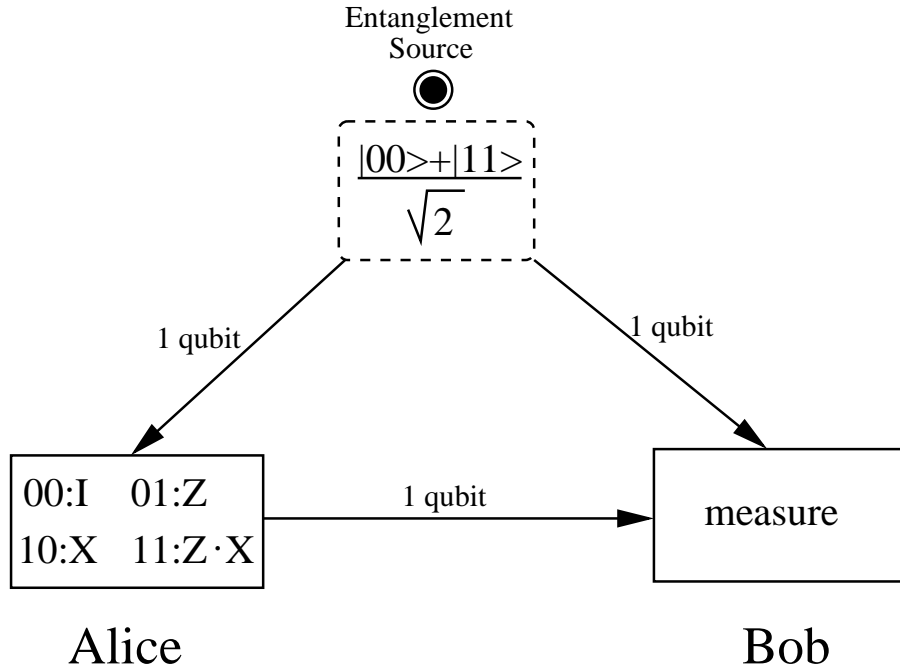 Entanglement
Source
|00>+|11>
√2
1 qubit
1 qubit
00:I 01:Z
10:X 11:Z·X
1 qubit
measure
Alice
Bob